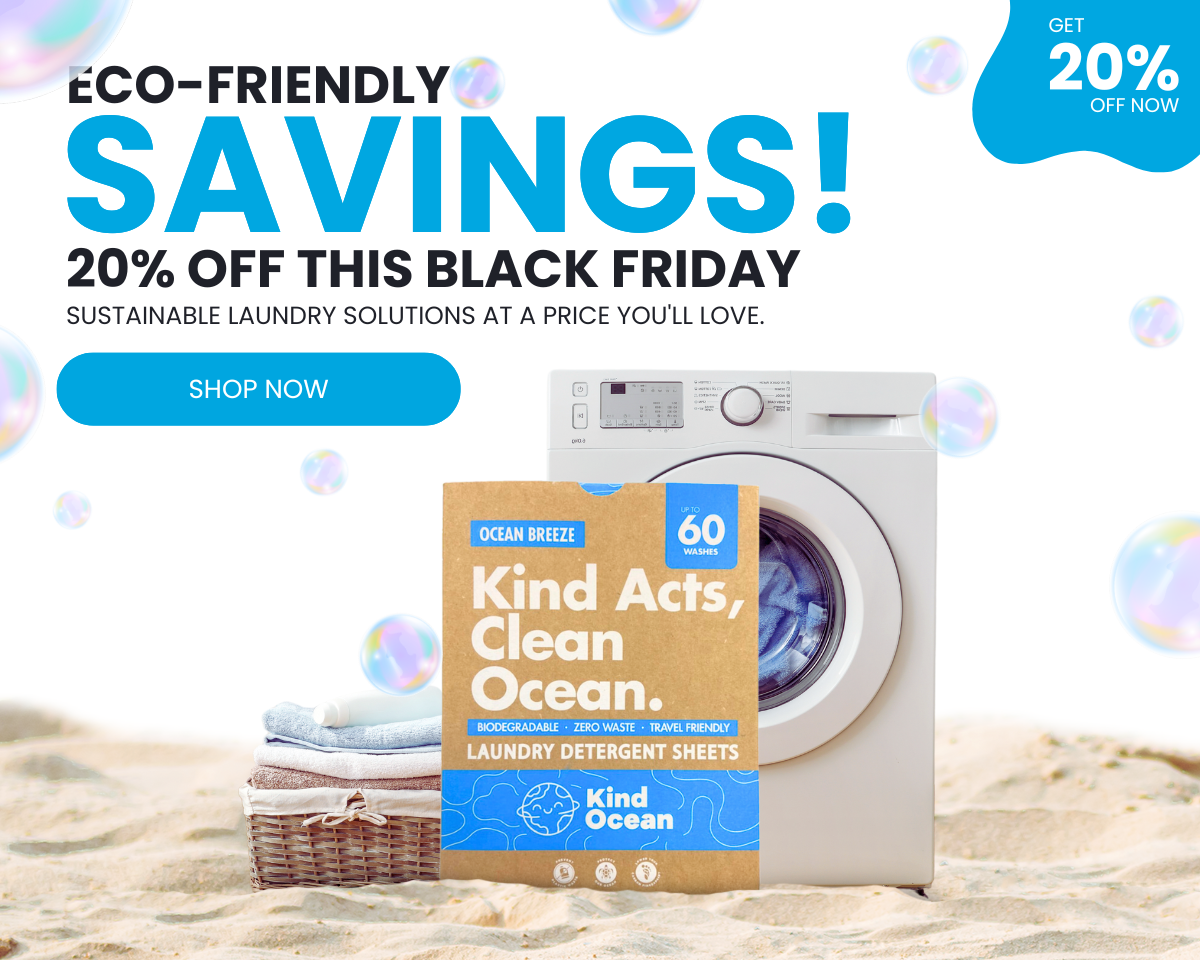 ECO-FRIENDLY
SAVINGS!
20% OFF THIS BLACK FRIDAY
SUSTAINABLE LAUNDRY SOLUTIONS AT A PRICE YOU'LL LOVE.
SHOP NOW
GET
20%
OFF NOW
OCEAN BREEZE
UP TO
60
WASHES
Kind Acts,
Clean
Ocean.
BIODEGRADABLE · ZERO WASTE · TRAVEL FRIENDLY
LAUNDRY DETERGENT SHEETS
Kind
Ocean